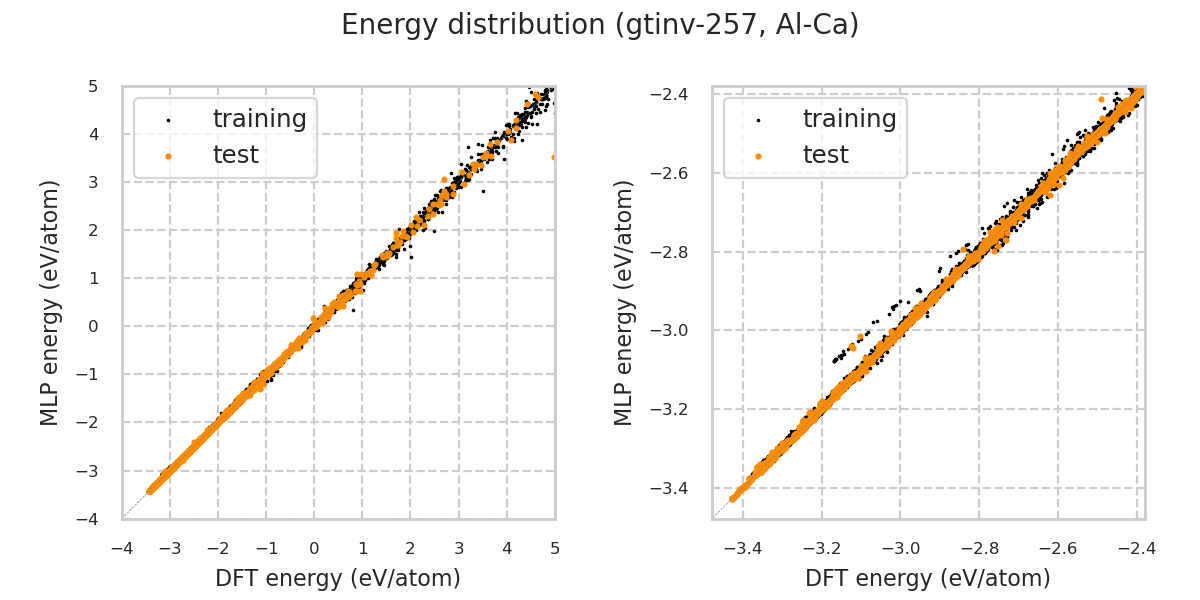 Energy distribution (gtinv-257, Al-Ca)
training
test
5
4
3
2
1
0
−1
−2
−3
−4
−4 −3 −2 −1 0 1 2 3 4 5
MLP energy (eV/atom)
DFT energy (eV/atom)
training
test
−2.4
−2.6
−2.8
−3.0
−3.2
−3.4
−3.4 −3.2 −3.0 −2.8 −2.6 −2.4
MLP energy (eV/atom)
DFT energy (eV/atom)